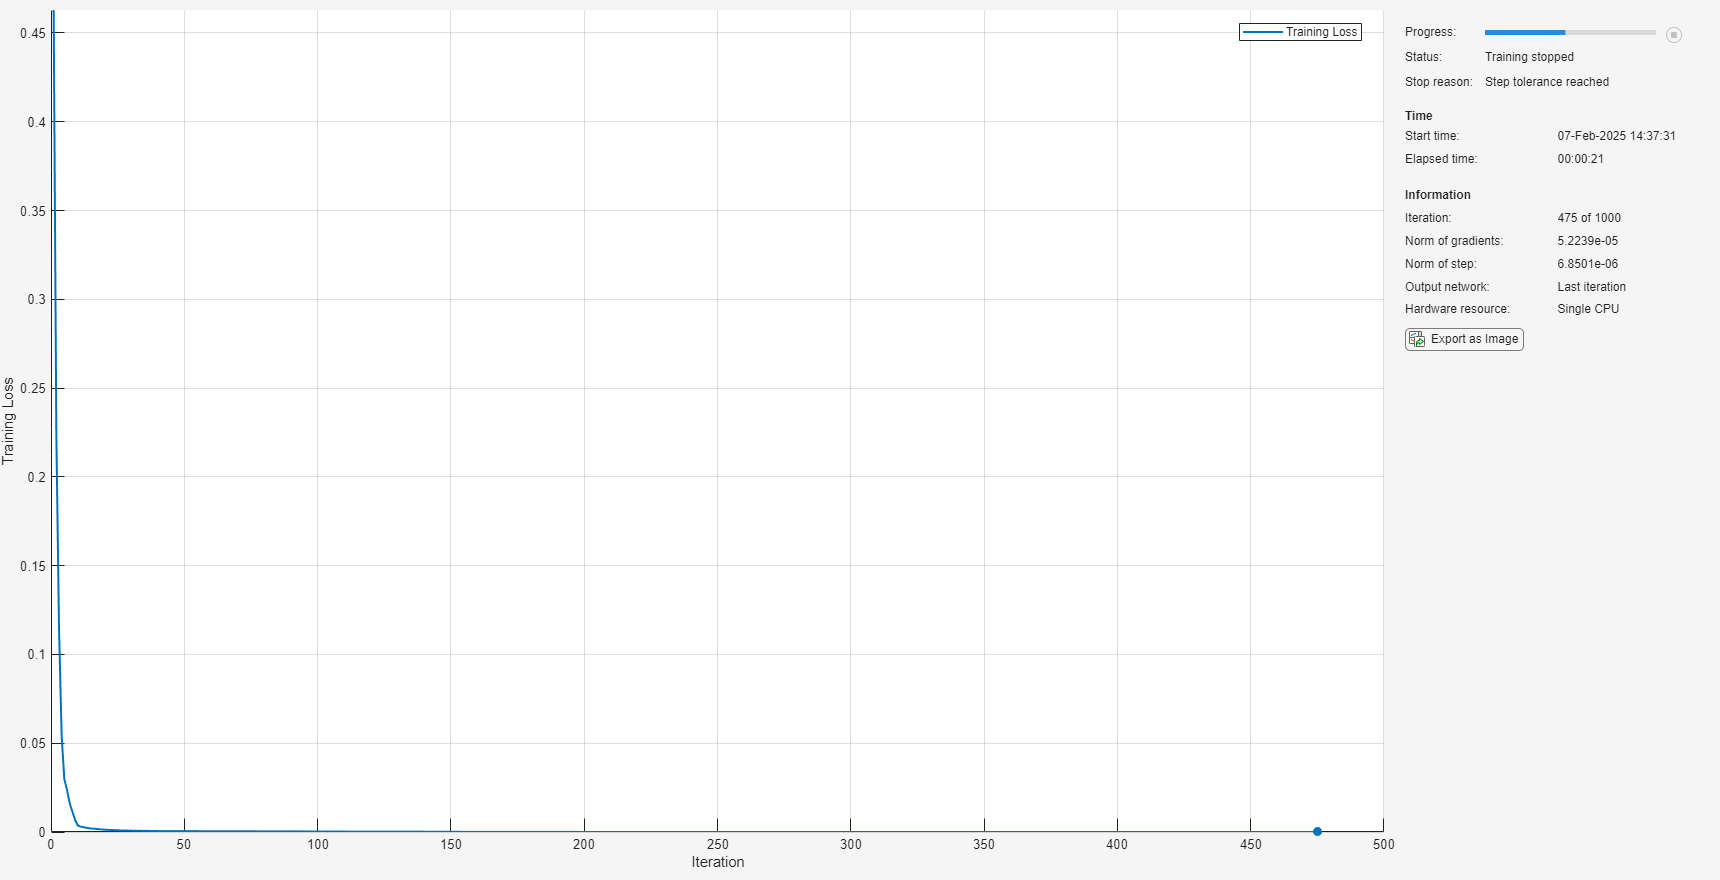 Training Loss
Progress:
Status: Training stopped
Stop reason: Step tolerance reached
Time
Start time: 07-Feb-2025 14:37:31
Elapsed time: 00:00:21
Information
Iteration: 475 of 1000
Norm of gradients: 5.2239e-05
Norm of step: 6.8501e-06
Output network: Last iteration
Hardware resource: Single CPU
Export as Image
Training Loss
0.45
0.4
0.35
0.3
0.25
0.2
0.15
0.1
0.05
0
0 50 100 150 200 250 300 350 400 450 500
Iteration